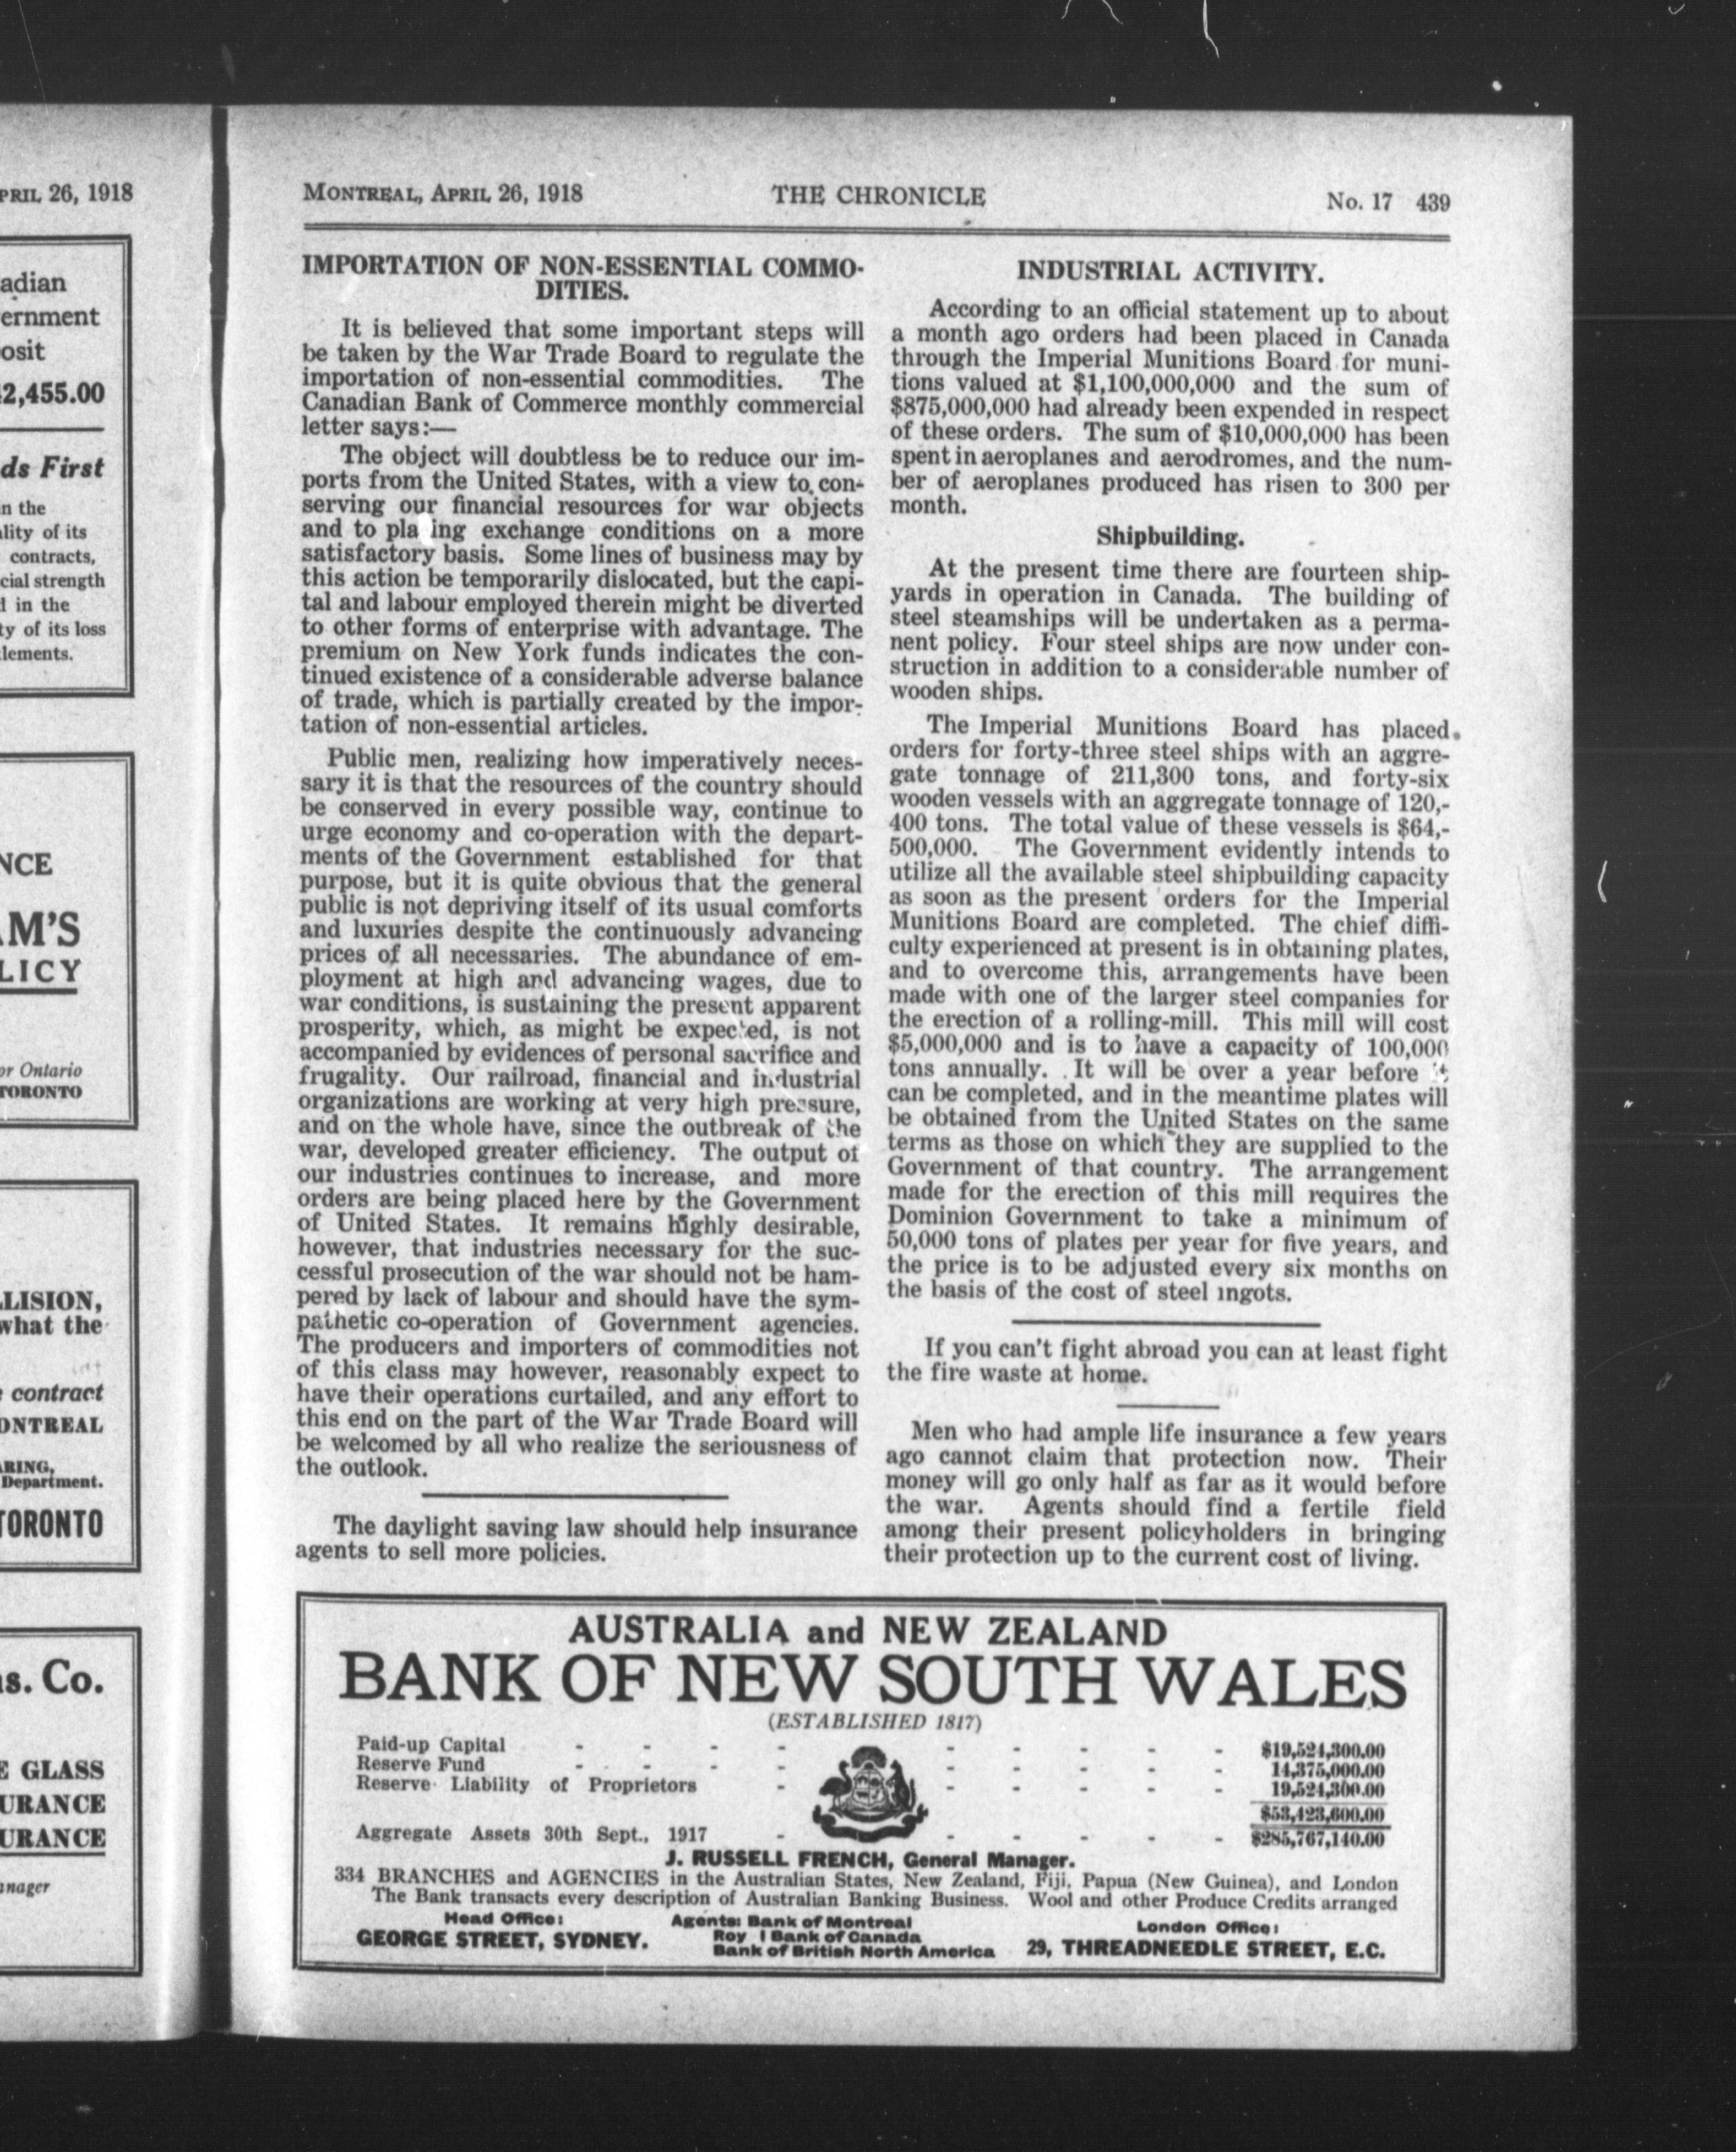 PRIL 26, 1918
adian
ernment
osit
2,455.00
ds First
n the
lity of its
contracts,
cial strength
d in the
ty of its loss
lements.
NCE
M'S
LICY
or Ontario
TORONTO
LLISION,
what the
contract
ONTREAL
ARING,
Department.
TORONTO
s. Co.
E GLASS
URANCE
URANCE
anager
MONTREAL, APRIL 26, 1918 THE CHRONICLE No. 17 439
IMPORTATION OF NON-ESSENTIAL COMMO-
DITIES.
It is believed that some important steps will
be taken by the War Trade Board to regulate the
importation of non-essential commodities. The
Canadian Bank of Commerce monthly commercial
letter says:—
The object will doubtless be to reduce our im-
ports from the United States, with a view to con-
serving our financial resources for war objects
and to pla ing exchange conditions on a more
satisfactory basis. Some lines of business may by
this action be temporarily dislocated, but the capi-
tal and labour employed therein might be diverted
to other forms of enterprise with advantage. The
premium on New York funds indicates the con-
tinued existence of a considerable adverse balance
of trade, which is partially created by the impor-
tation of non-essential articles.
Public men, realizing how imperatively neces-
sary it is that the resources of the country should
be conserved in every possible way, continue to
urge economy and co-operation with the depart-
ments of the Government established for that
purpose, but it is quite obvious that the general
public is not depriving itself of its usual comforts
and luxuries despite the continuously advancing
prices of all necessaries. The abundance of em-
ployment at high and advancing wages, due to
war conditions, is sustaining the present apparent
prosperity, which, as might be expected, is not
accompanied by evidences of personal sacrifice and
frugality. Our railroad, financial and industrial
organizations are working at very high pressure,
and on the whole have, since the outbreak of the
war, developed greater efficiency. The output of
our industries continues to increase, and more
orders are being placed here by the Government
of United States. It remains highly desirable,
however, that industries necessary for the suc-
cessful prosecution of the war should not be ham-
pered by lack of labour and should have the sym-
pathetic co-operation of Government agencies.
The producers and importers of commodities not
of this class may however, reasonably expect to
have their operations curtailed, and any effort to
this end on the part of the War Trade Board will
be welcomed by all who realize the seriousness of
the outlook.
The daylight saving law should help insurance
agents to sell more policies.
INDUSTRIAL ACTIVITY.
According to an official statement up to about
a month ago orders had been placed in Canada
through the Imperial Munitions Board for muni-
tions valued at $1,100,000,000 and the sum of
$875,000,000 had already been expended in respect
of these orders. The sum of $10,000,000 has been
spent in aeroplanes and aerodromes, and the num-
ber of aeroplanes produced has risen to 300 per
month.
Shipbuilding.
At the present time there are fourteen ship-
yards in operation in Canada. The building of
steel steamships will be undertaken as a perma-
nent policy. Four steel ships are now under con-
struction in addition to a considerable number of
wooden ships.
The Imperial Munitions Board has placed
orders for forty-three steel ships with an aggre-
gate tonnage of 211,300 tons, and forty-six
wooden vessels with an aggregate tonnage of 120,-
400 tons. The total value of these vessels is $64,-
500,000. The Government evidently intends to
utilize all the available steel shipbuilding capacity
as soon as the present orders for the Imperial
Munitions Board are completed. The chief diffi-
culty experienced at present is in obtaining plates,
and to overcome this, arrangements have been
made with one of the larger steel companies for
the erection of a rolling-mill. This mill will cost
$5,000,000 and is to have a capacity of 100,000
tons annually. It will be over a year before it
can be completed, and in the meantime plates will
be obtained from the United States on the same
terms as those on which they are supplied to the
Government of that country. The arrangement
made for the erection of this mill requires the
Dominion Government to take a minimum of
50,000 tons of plates per year for five years, and
the price is to be adjusted every six months on
the basis of the cost of steel ingots.
If you can't fight abroad you can at least fight
the fire waste at home.
Men who had ample life insurance a few years
ago cannot claim that protection now. Their
money will go only half as far as it would before
the war. Agents should find a fertile field
among their present policyholders in bringing
their protection up to the current cost of living.
AUSTRALIA and NEW ZEALAND
BANK OF NEW SOUTH WALES
(ESTABLISHED 1817)
Paid-up Capital - - - - - - - - - $19,524,300.00
Reserve Fund - - - - - - - - - 14,375,000.00
Reserve Liability of Proprietors - - - - - - 19,524,300.00
$53,423,600.00
Aggregate Assets 30th Sept., 1917 - - - - - - $285,767,140.00
J. RUSSELL FRENCH, General Manager.
334 BRANCHES and AGENCIES in the Australian States, New Zealand, Fiji, Papua (New Guinea), and London
The Bank transacts every description of Australian Banking Business. Wool and other Produce Credits arranged
Head Office:
GEORGE STREET, SYDNEY.
Agents: Bank of Montreal
Roy l Bank of Canada
Bank of British North America
London Office:
29, THREADNEEDLE STREET, E.C.